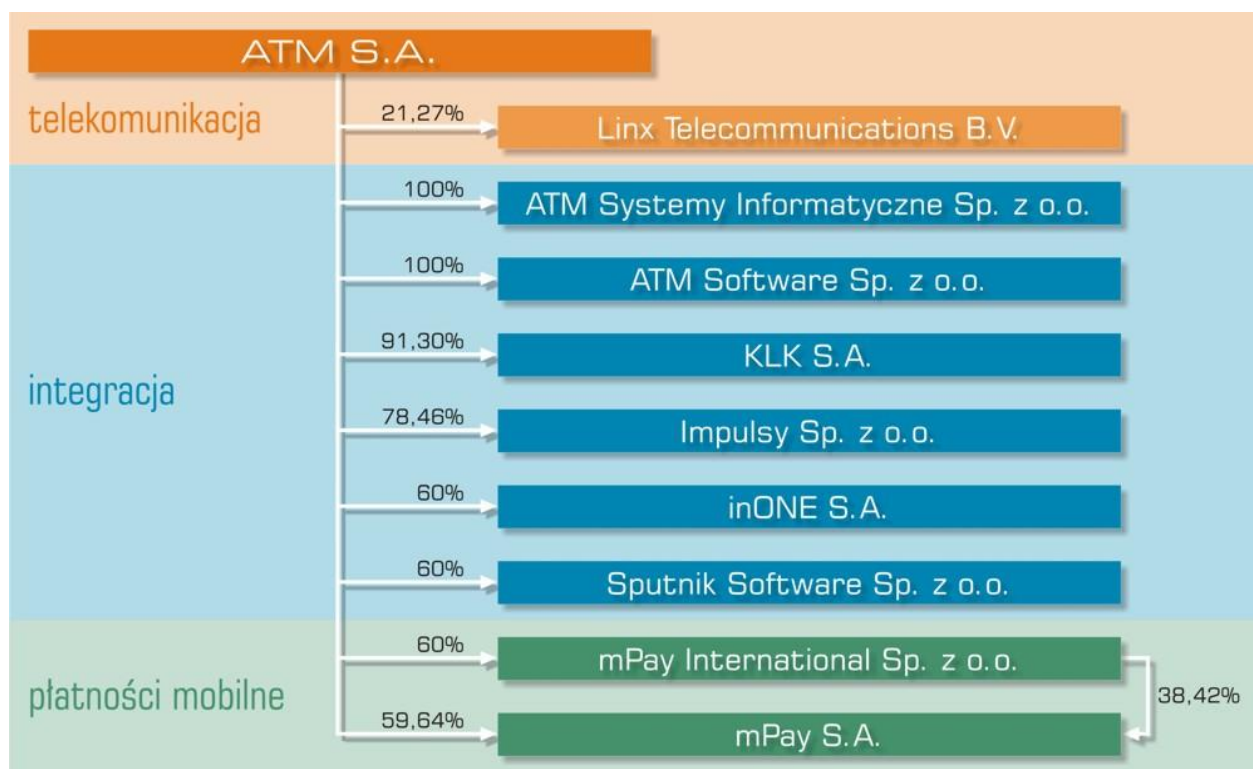 ATM S.A.
telekomunikacja
21,27%
Linx Telecommunications B.V.
100%
ATM Systemy Informatyczne Sp. z o.o.
100%
ATM Software Sp. z o.o.
91,30%
KLK S.A.
integracja
78,46%
Impulsy Sp. z o.o.
60%
inONE S.A.
60%
Sputnik Software Sp. z o.o.
60%
mPay International Sp. z o.o.
płatności mobilne
38,42%
59,64%
mPay S.A.